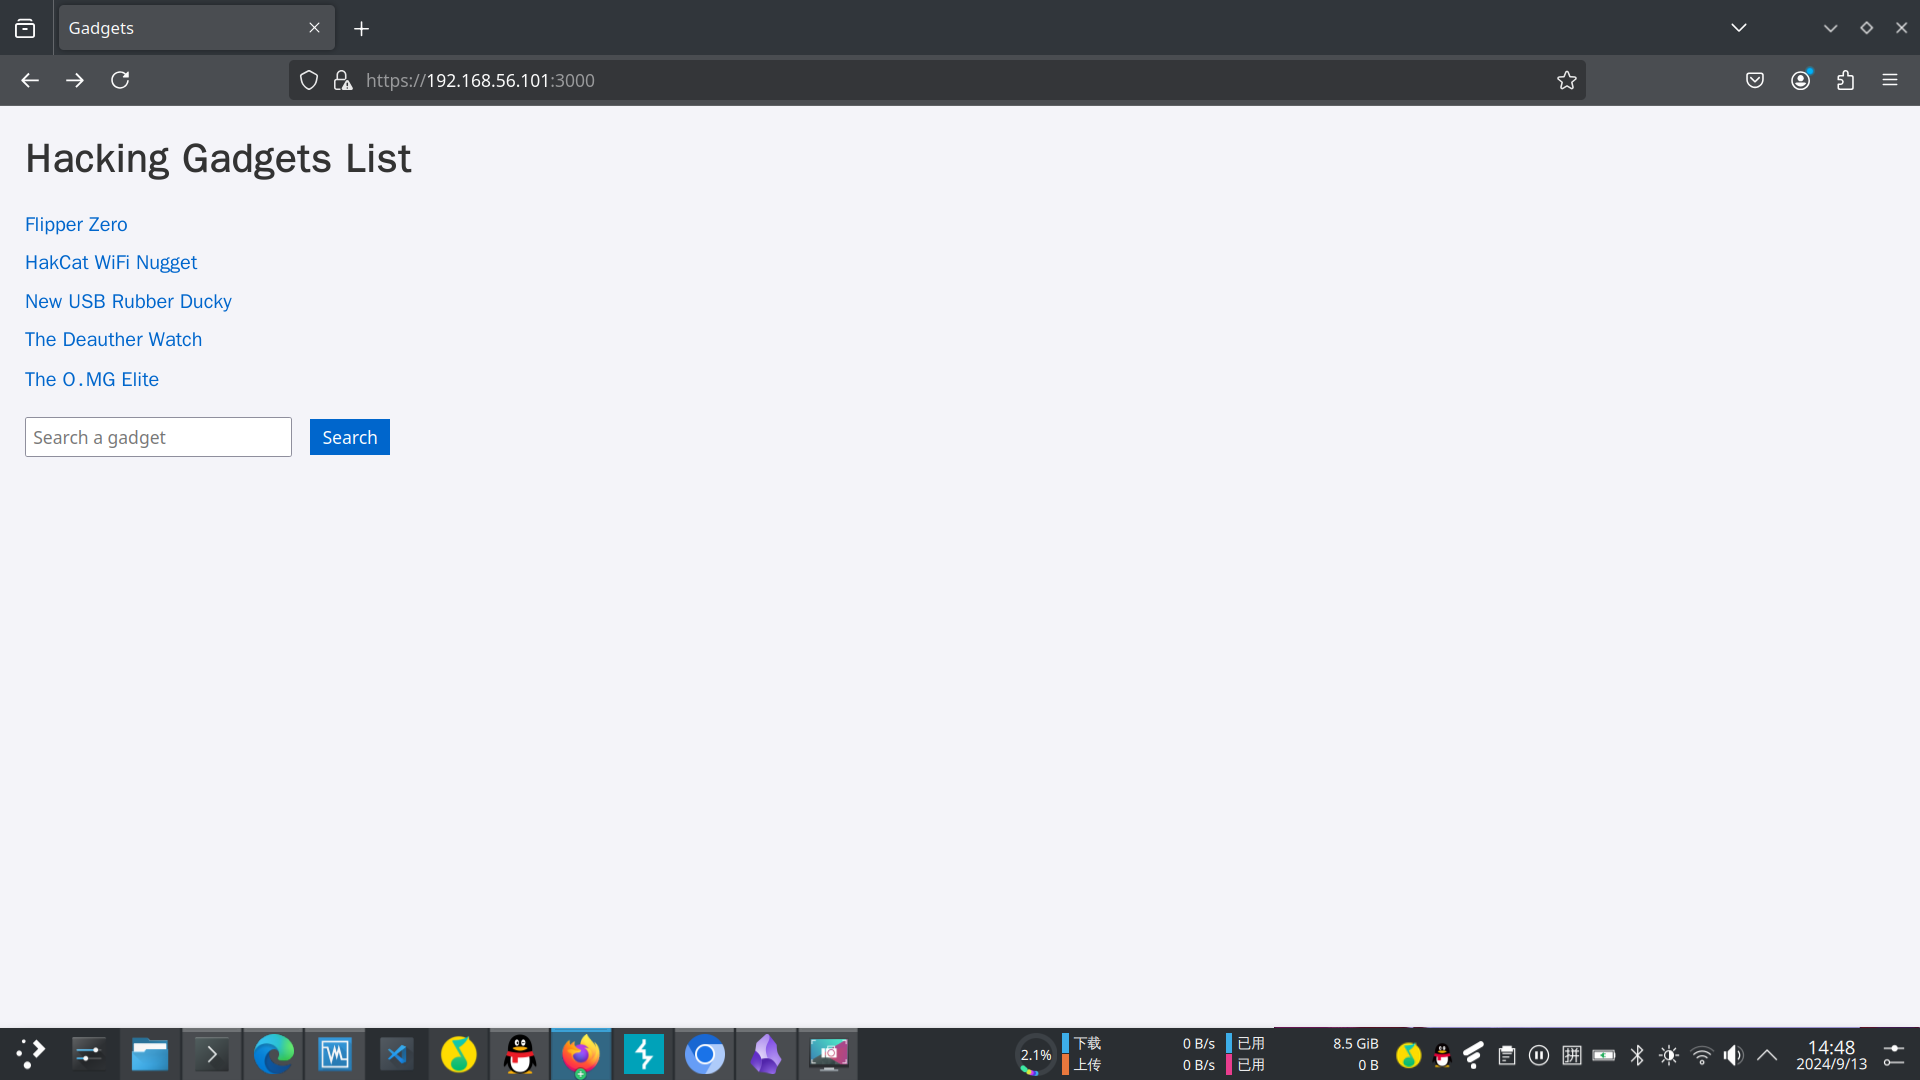 Gadgets
https://192.168.56.101:3000
Hacking Gadgets List
Flipper Zero
HakCat WiFi Nugget
New USB Rubber Ducky
The Deauther Watch
The O.MG Elite
Search a gadget
Search
2.1%
下载 0 B/s
上传 0 B/s
已用 8.5 GiB
已用 0 B
拼
14:48
2024/9/13